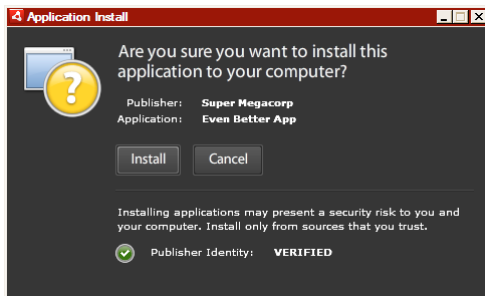 Application Install
Are you sure you want to install this
application to your computer?
Publisher: Super Megacorp
Application: Even Better App
Install Cancel
Installing applications may present a security risk to you and
your computer. Install only from sources that you trust.
Publisher Identity: VERIFIED